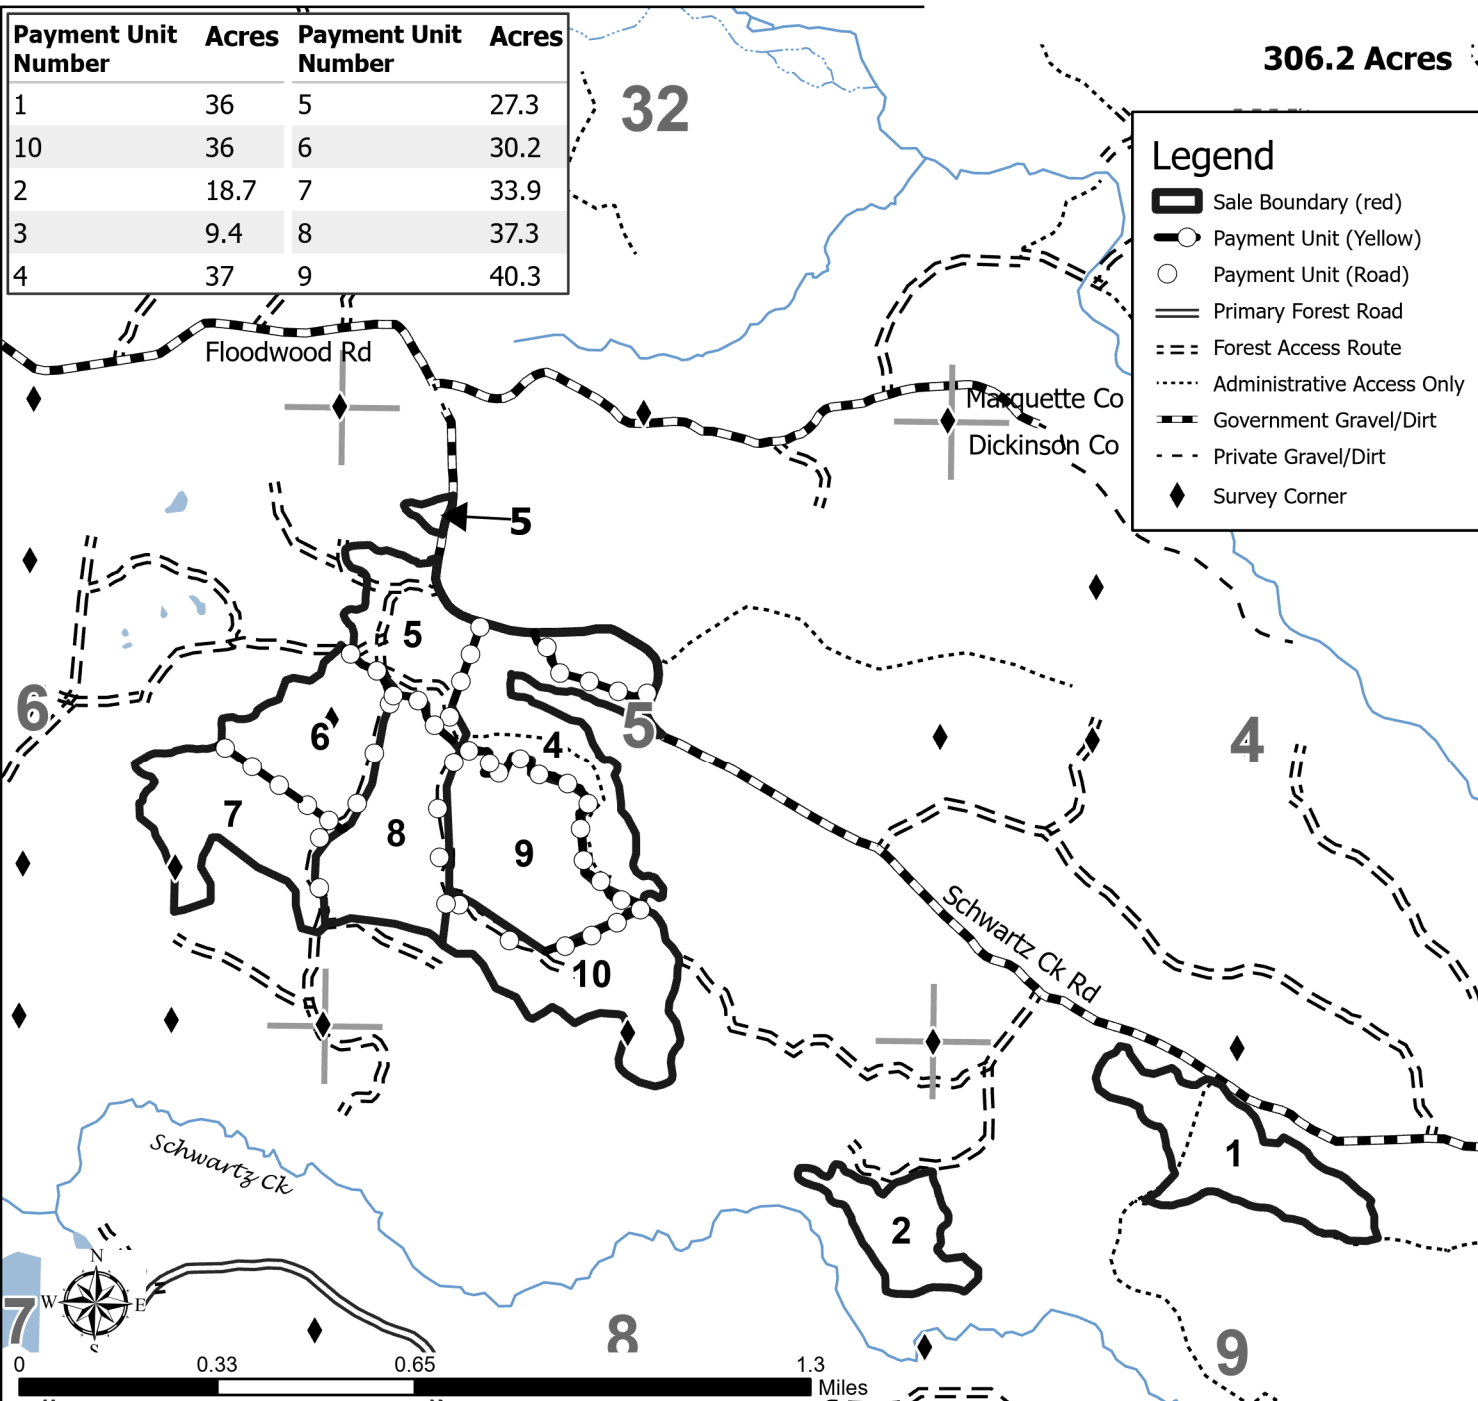 Payment Unit Number Acres Payment Unit Number Acres
1 36 5 27.3
10 36 6 30.2
2 18.7 7 33.9
3 9.4 8 37.3
4 37 9 40.3
32
306.2 Acres
Legend
Sale Boundary (red)
Payment Unit (Yellow)
Payment Unit (Road)
Primary Forest Road
Forest Access Route
Administrative Access Only
Government Gravel/Dirt
Private Gravel/Dirt
Survey Corner
Floodwood Rd
Marquette Co
Dickinson Co
5
5
6
6
5
4
4
7
8
9
10
Schwartz Ck Rd
Schwartz Ck
1
2
N
W E
S
7
8
9
0 0.33 0.65 1.3
Miles